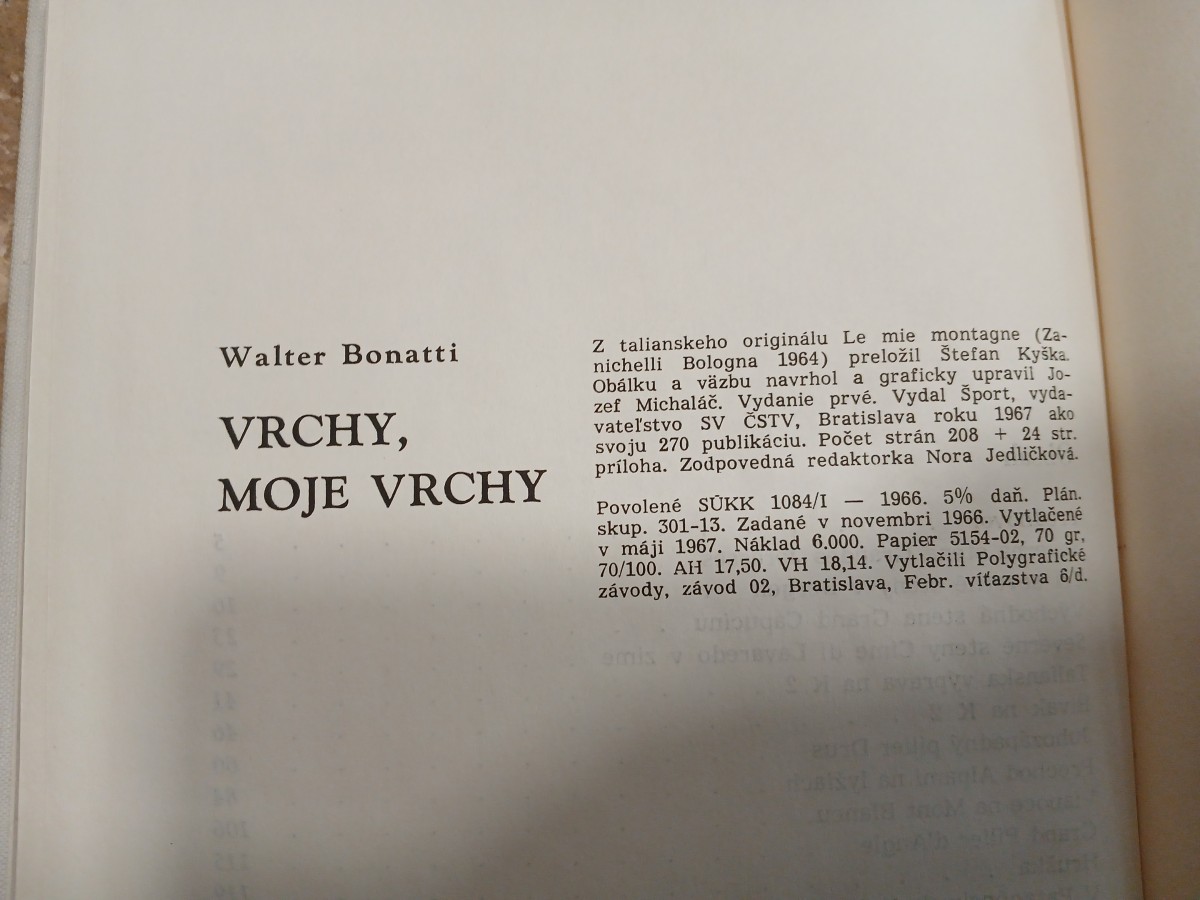 Walter Bonatti
VRCHY,
MOJE VRCHY
Z talianskeho originálu Le mie montagne (Za-
nichelli Bologna 1964) preložil Štefan Kyška.
Obálku a väzbu navrhol a graficky upravil Jo-
zef Michaláč. Vydanie prvé. Vydal Šport, vyda-
vateľstvo SV ČSTV, Bratislava roku 1967 ako
svoju 270 publikáciu. Počet strán 208 + 24 str.
príloha. Zodpovedná redaktorka Nora Jedličková.
Povolené SÚKK 1084/I — 1966. 5% daň. Plán.
skup. 301-13. Zadané v novembri 1966. Vytlačené
v máji 1967. Náklad 6.000. Papier 5154-02, 70 gr,
70/100. AH 17,50. VH 18,14. Vytlačili Polygrafické
závody, závod 02, Bratislava, Febr. víťazstva 6/d.